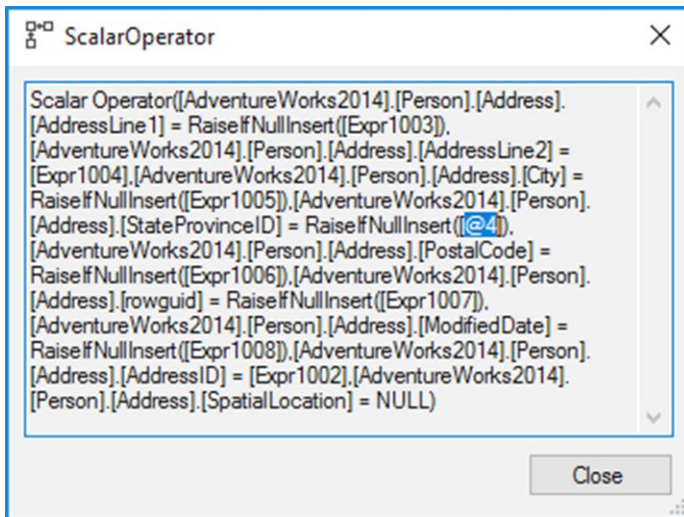 ScalarOperator
Scalar Operator([AdventureWorks2014].[Person].[Address].
[AddressLine1] = RaiseIfNullInsert([Expr1003]),
[AdventureWorks2014].[Person].[Address].[AddressLine2] =
[Expr1004],[AdventureWorks2014].[Person].[Address].[City] =
RaiseIfNullInsert([Expr1005]),[AdventureWorks2014].[Person].
[Address].[StateProvinceID] = RaiseIfNullInsert([@4]),
[AdventureWorks2014].[Person].[Address].[PostalCode] =
RaiseIfNullInsert([Expr1006]),[AdventureWorks2014].[Person].
[Address].[rowguid] = RaiseIfNullInsert([Expr1007]),
[AdventureWorks2014].[Person].[Address].[ModifiedDate] =
RaiseIfNullInsert([Expr1008]),[AdventureWorks2014].[Person].
[Address].[AddressID] = [Expr1002],[AdventureWorks2014].
[Person].[Address].[SpatialLocation] = NULL)
Close